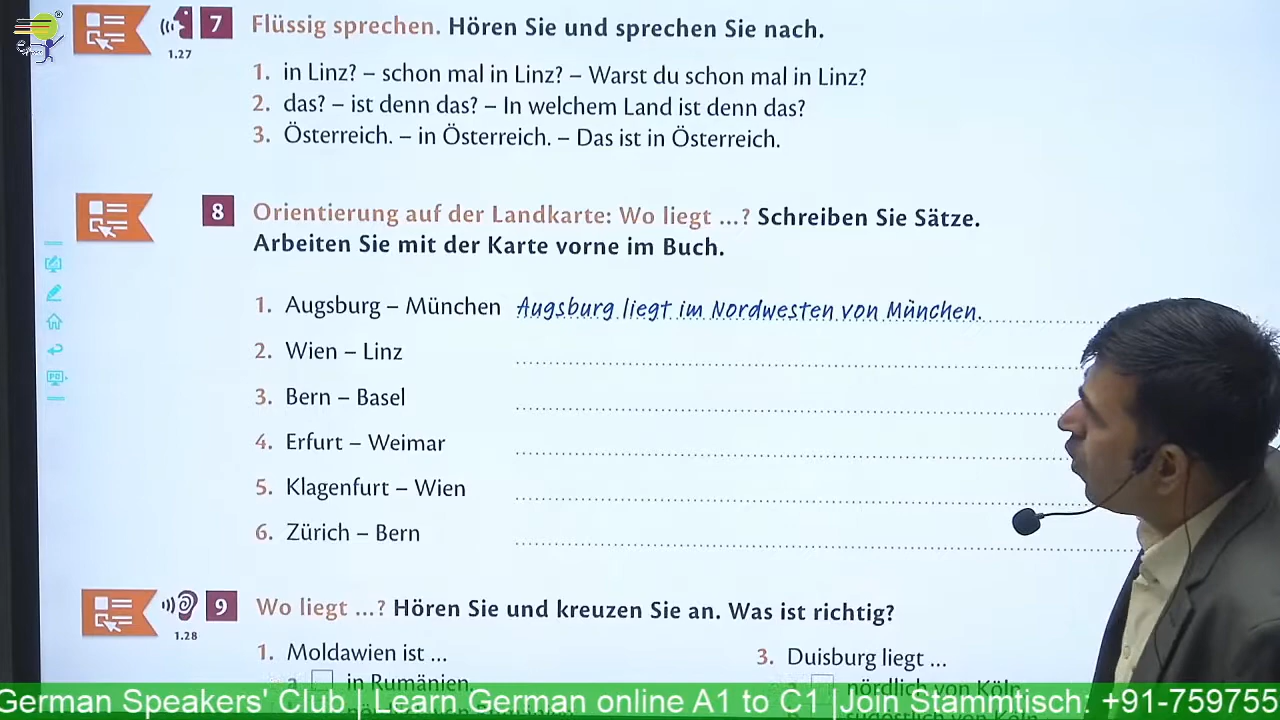 7 Flüssig sprechen. Hören Sie und sprechen Sie nach.
1.27
1. in Linz? – schon mal in Linz? – Warst du schon mal in Linz?
2. das? – ist denn das? – In welchem Land ist denn das?
3. Österreich. – in Österreich. – Das ist in Österreich.
8 Orientierung auf der Landkarte: Wo liegt ...? Schreiben Sie Sätze.
Arbeiten Sie mit der Karte vorne im Buch.
1. Augsburg – München Augsburg liegt im Nordwesten von München.
2. Wien – Linz
3. Bern – Basel
4. Erfurt – Weimar
5. Klagenfurt – Wien
6. Zürich – Bern
9 Wo liegt ...? Hören Sie und kreuzen Sie an. Was ist richtig?
1.28
1. Moldawien ist ...
3. Duisburg liegt ...
a in Rumänien.
nördlich von Köln
German Speakers' Club | Learn German online A1 to C1 | Join Stammtisch: +91-759755